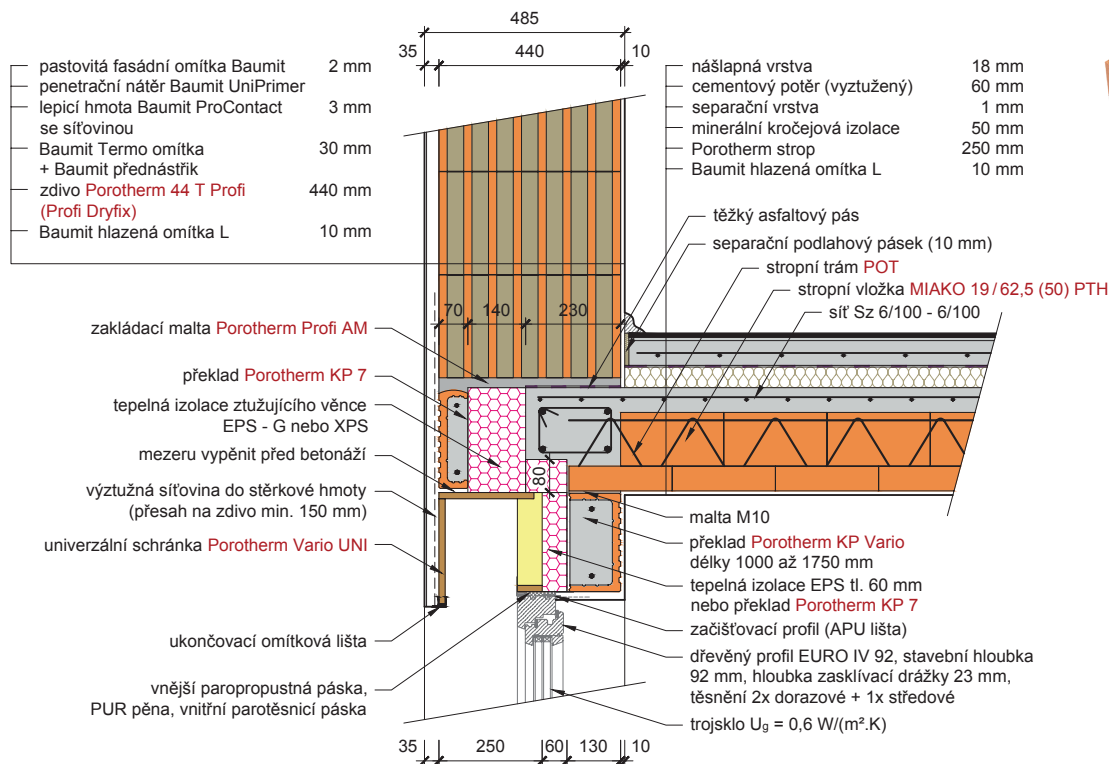 485
35 440 10
pastovitá fasádní omítka Baumit 2 mm
penetrační nátěr Baumit UniPrimer
lepicí hmota Baumit ProContact 3 mm
se síťovinou
Baumit Termo omítka 30 mm
+ Baumit přednástřik
zdivo Porotherm 44 T Profi 440 mm
(Profi Dryfix)
Baumit hlazená omítka L 10 mm
nášlapná vrstva 18 mm
cementový potěr (vyztužený) 60 mm
separační vrstva 1 mm
minerální kročejová izolace 50 mm
Porotherm strop 250 mm
Baumit hlazená omítka L 10 mm
těžký asfaltový pás
separační podlahový pásek (10 mm)
stropní trám POT
stropní vložka MIAKO 19/62,5 (50) PTH
síť Sz 6/100 - 6/100
70 140 230
zakládací malta Porotherm Profi AM
překlad Porotherm KP 7
tepelná izolace ztužujícího věnce
EPS - G nebo XPS
mezeru vypěnit před betonáží
výztužná síťovina do stěrkové hmoty
(přesah na zdivo min. 150 mm)
univerzální schránka Porotherm Vario UNI
ukončovací omítková lišta
vnější paropropustná páska,
PUR pěna, vnitřní parotěsnicí páska
80
malta M10
překlad Porotherm KP Vario
délky 1000 až 1750 mm
tepelná izolace EPS tl. 60 mm
nebo překlad Porotherm KP 7
začišťovací profil (APU lišta)
dřevěný profil EURO IV 92, stavební hloubka
92 mm, hloubka zasklívací drážky 23 mm,
těsnění 2x dorazové + 1x středové
trojsklo Ug = 0,6 W/(m².K)
35 250 60 130 10